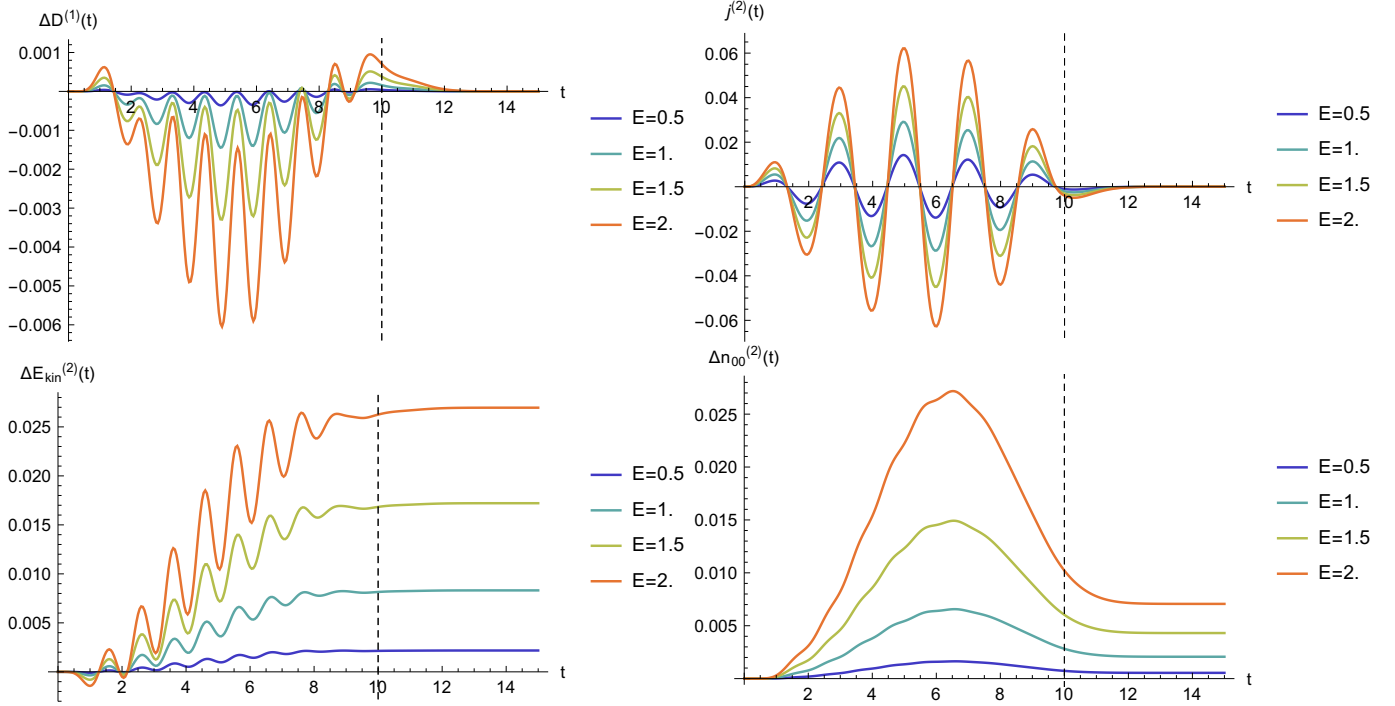 ΔD⁽¹⁾(t)
0.001
-0.001
-0.002
-0.003
-0.004
-0.005
-0.006
2 4 6 8 10 12 14 t
E=0.5
E=1.
E=1.5
E=2.
j⁽²⁾(t)
0.06
0.04
0.02
-0.02
-0.04
-0.06
2 4 6 8 10 12 14 t
E=0.5
E=1.
E=1.5
E=2.
ΔE_kin⁽²⁾(t)
0.025
0.020
0.015
0.010
0.005
0.000
2 4 6 8 10 12 14 t
E=0.5
E=1.
E=1.5
E=2.
Δn₀₀⁽²⁾(t)
0.025
0.020
0.015
0.010
0.005
2 4 6 8 10 12 14 t
E=0.5
E=1.
E=1.5
E=2.